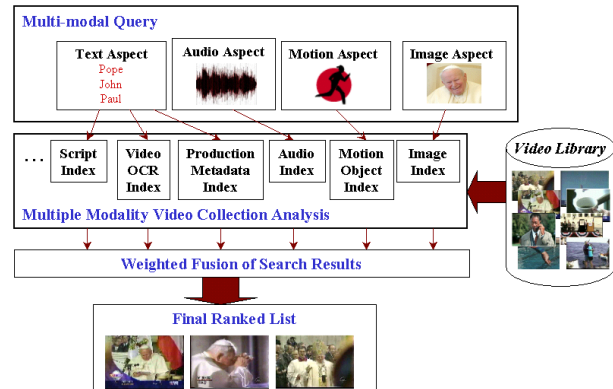 Multi-modal Query
Text Aspect
Pope
John
Paul
Audio Aspect
Motion Aspect
Image Aspect
...
Script
Index
Video
OCR
Index
Production
Metadata
Index
Audio
Index
Motion
Object
Index
Image
Index
Multiple Modality Video Collection Analysis
Video Library
Weighted Fusion of Search Results
Final Ranked List